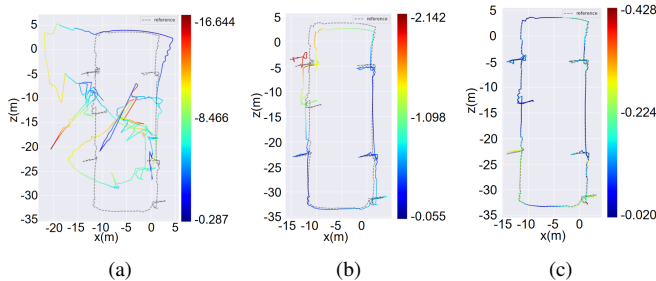 reference
5
0
-5
-10
-15
-20
-25
-30
-35
z(m)
-20 -15 -10 -5 0 5
x(m)
-16.644
-8.466
-0.287
(a)
reference
5
0
-5
-10
-15
-20
-25
-30
-35
z(m)
-15 -10 -5 0
x(m)
-2.142
-1.098
-0.055
(b)
reference
5
0
-5
-10
-15
-20
-25
-30
-35
z(m)
-15 -10 -5 0
x(m)
-0.428
-0.224
-0.020
(c)